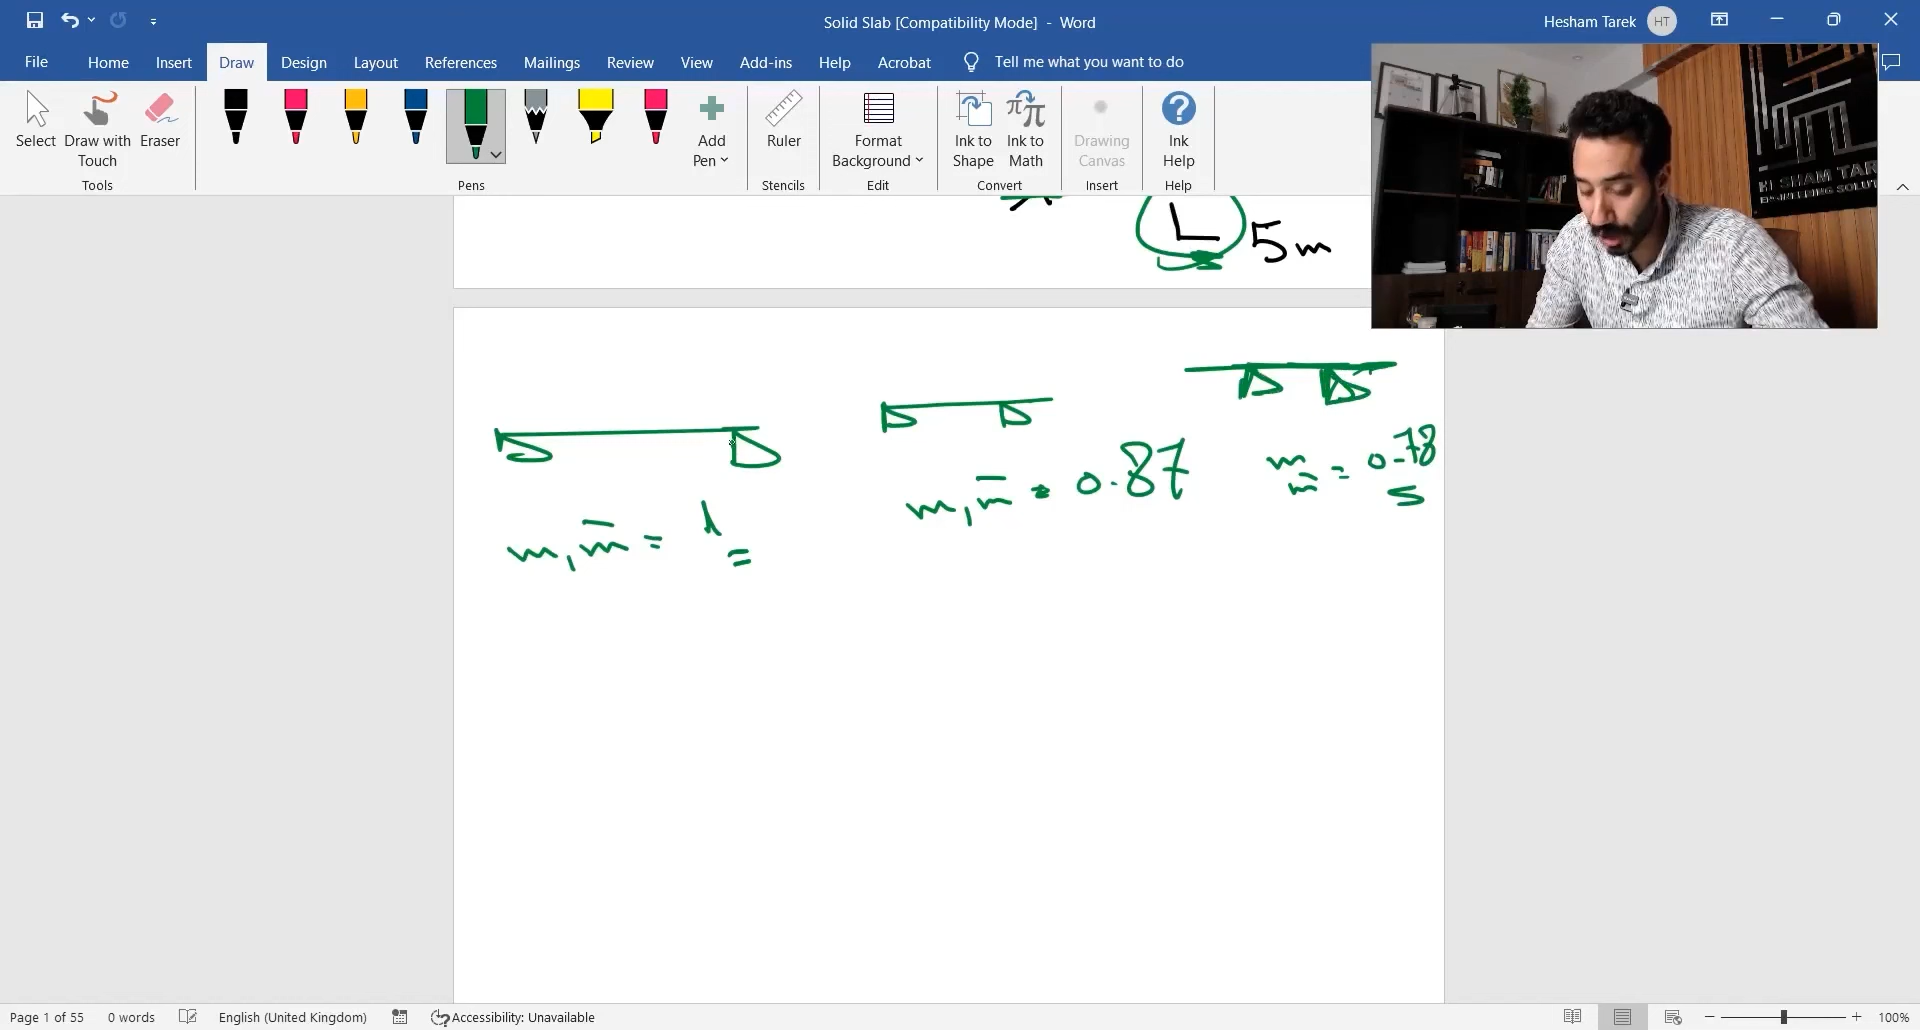 Solid Slab [Compatibility Mode] - Word
Hesham Tarek
HT
File
Home
Insert
Draw
Design
Layout
References
Mailings
Review
View
Add-ins
Help
Acrobat
Tell me what you want to do
Select
Draw with Touch
Eraser
Tools
Pens
Add Pen
Ruler
Stencils
Format Background
Edit
Ink to Shape
Ink to Math
Convert
Drawing Canvas
Insert
Ink Help
Help
L 5 m
m, m̅ =
m, m̅ = 0.87
m
m̅ = 0.78
Page 1 of 55
0 words
English (United Kingdom)
Accessibility: Unavailable
100%